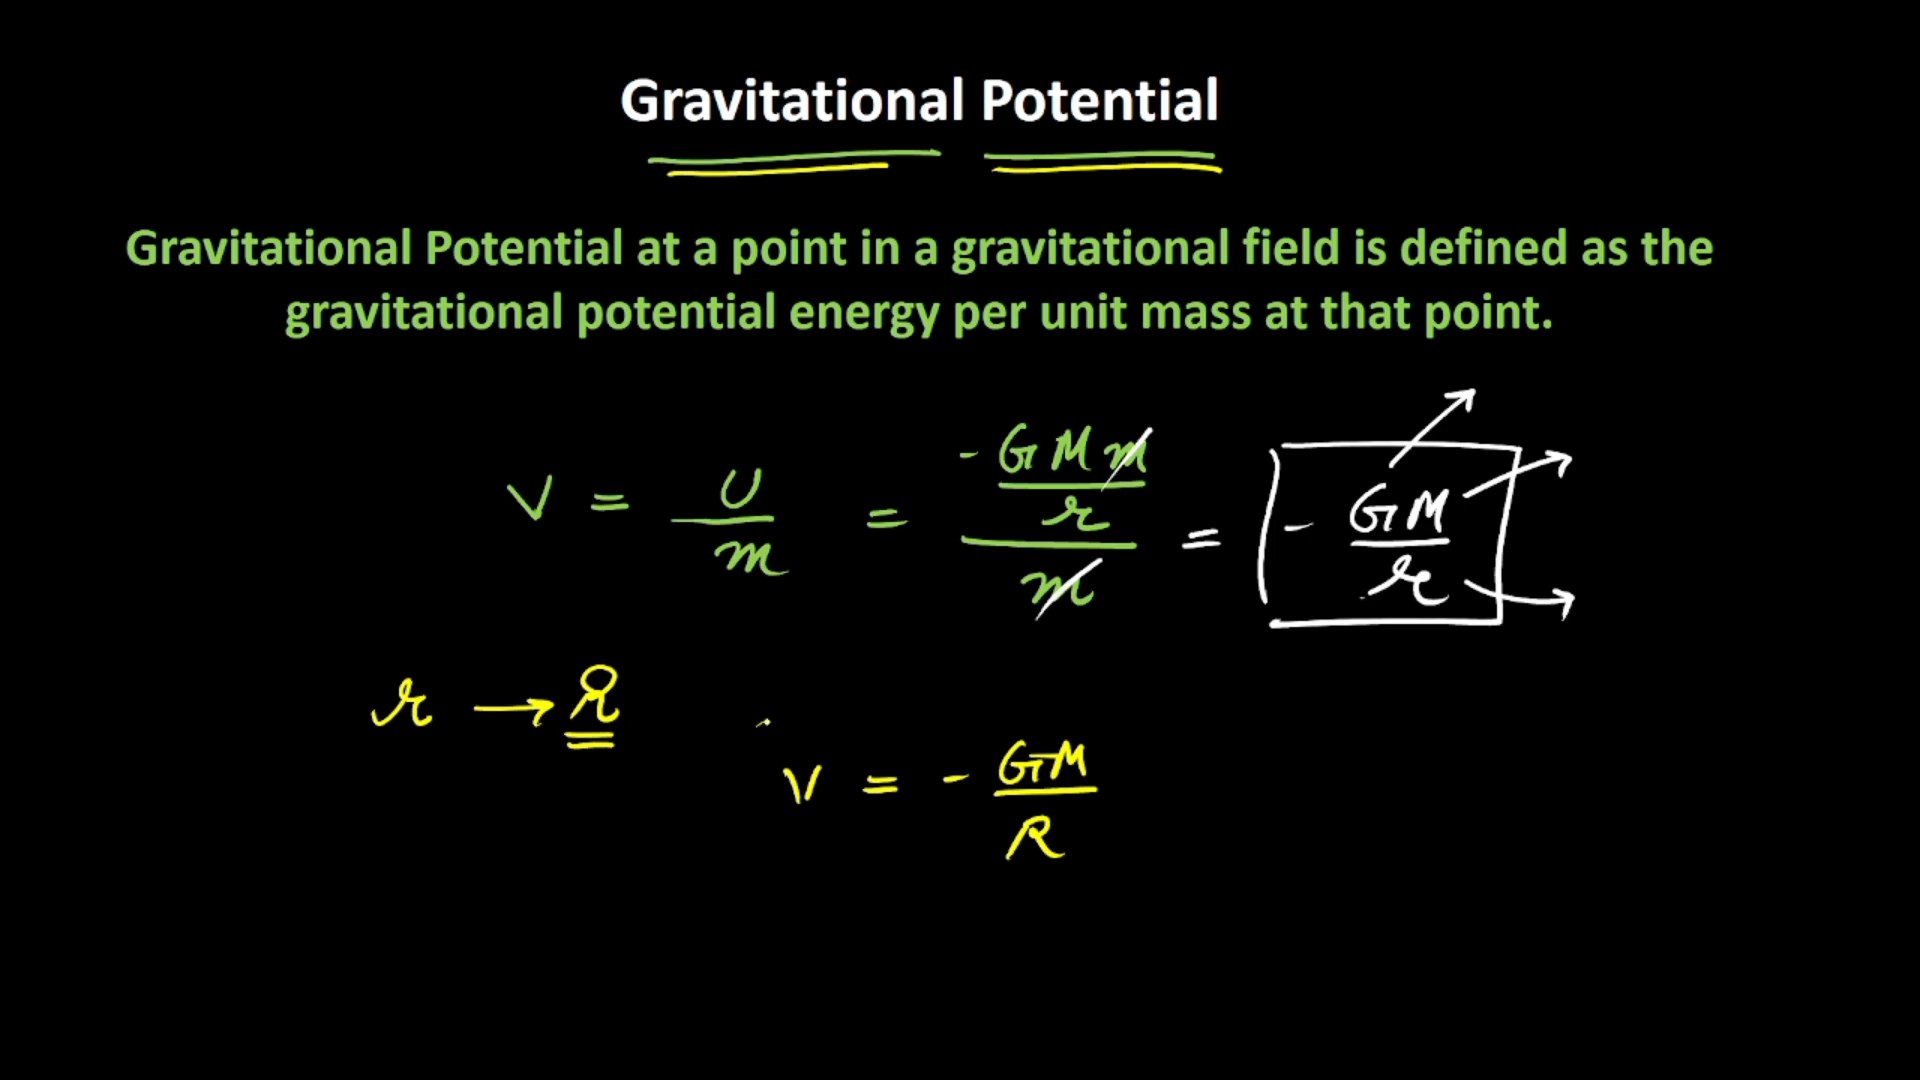 Gravitational Potential
Gravitational Potential at a point in a gravitational field is defined as the
gravitational potential energy per unit mass at that point.
V = U/m = (-GMm/r)/m = -GM/r
r → R
V = -GM/R